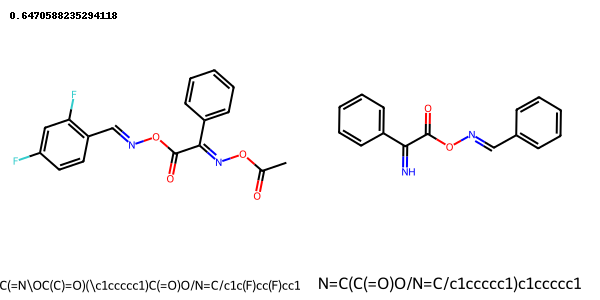 0.6470588235294118
F
F
N
O
O
N
O
O
O
O
N
NH
C(=N\OC(C)=O)(\c1ccccc1)C(=O)O/N=C/c1c(F)cc(F)cc1
N=C(C(=O)O/N=C/c1ccccc1)c1ccccc1